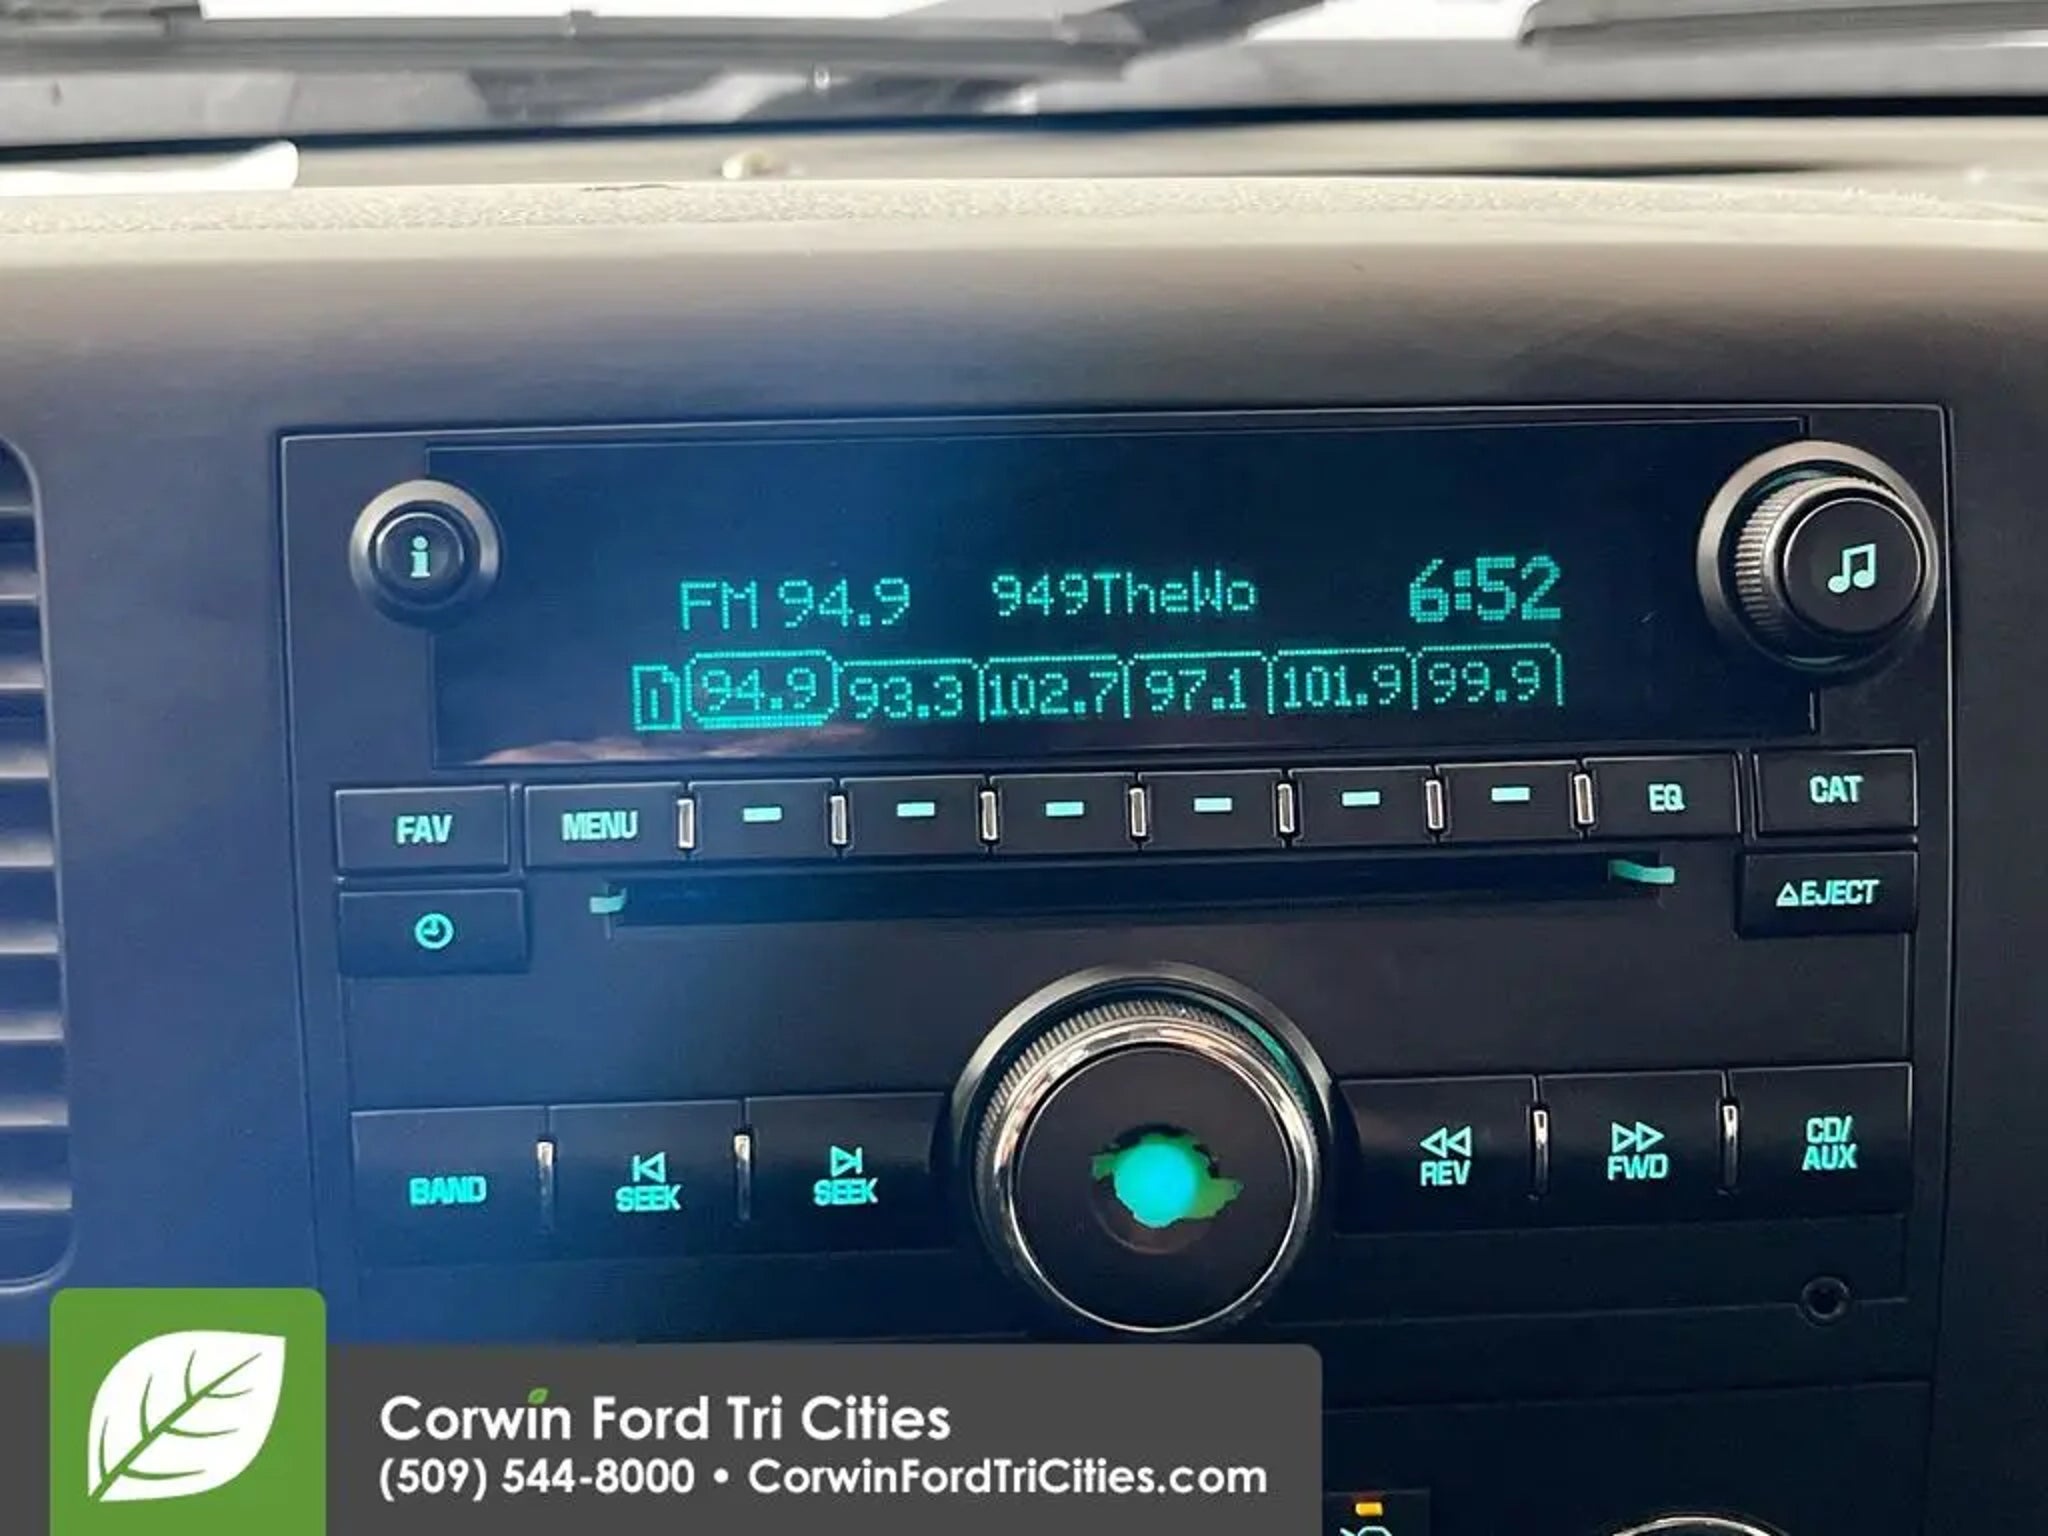 FM 94.9 949TheWo 6:52
94.9 93.3 102.7 97.1 101.9 99.9
FAV MENU EQ CAT
EJECT
BAND SEEK SEEK REV FWD CD/
AUX
Corwin Ford Tri Cities
(509) 544-8000 • CorwinFordTriCities.com